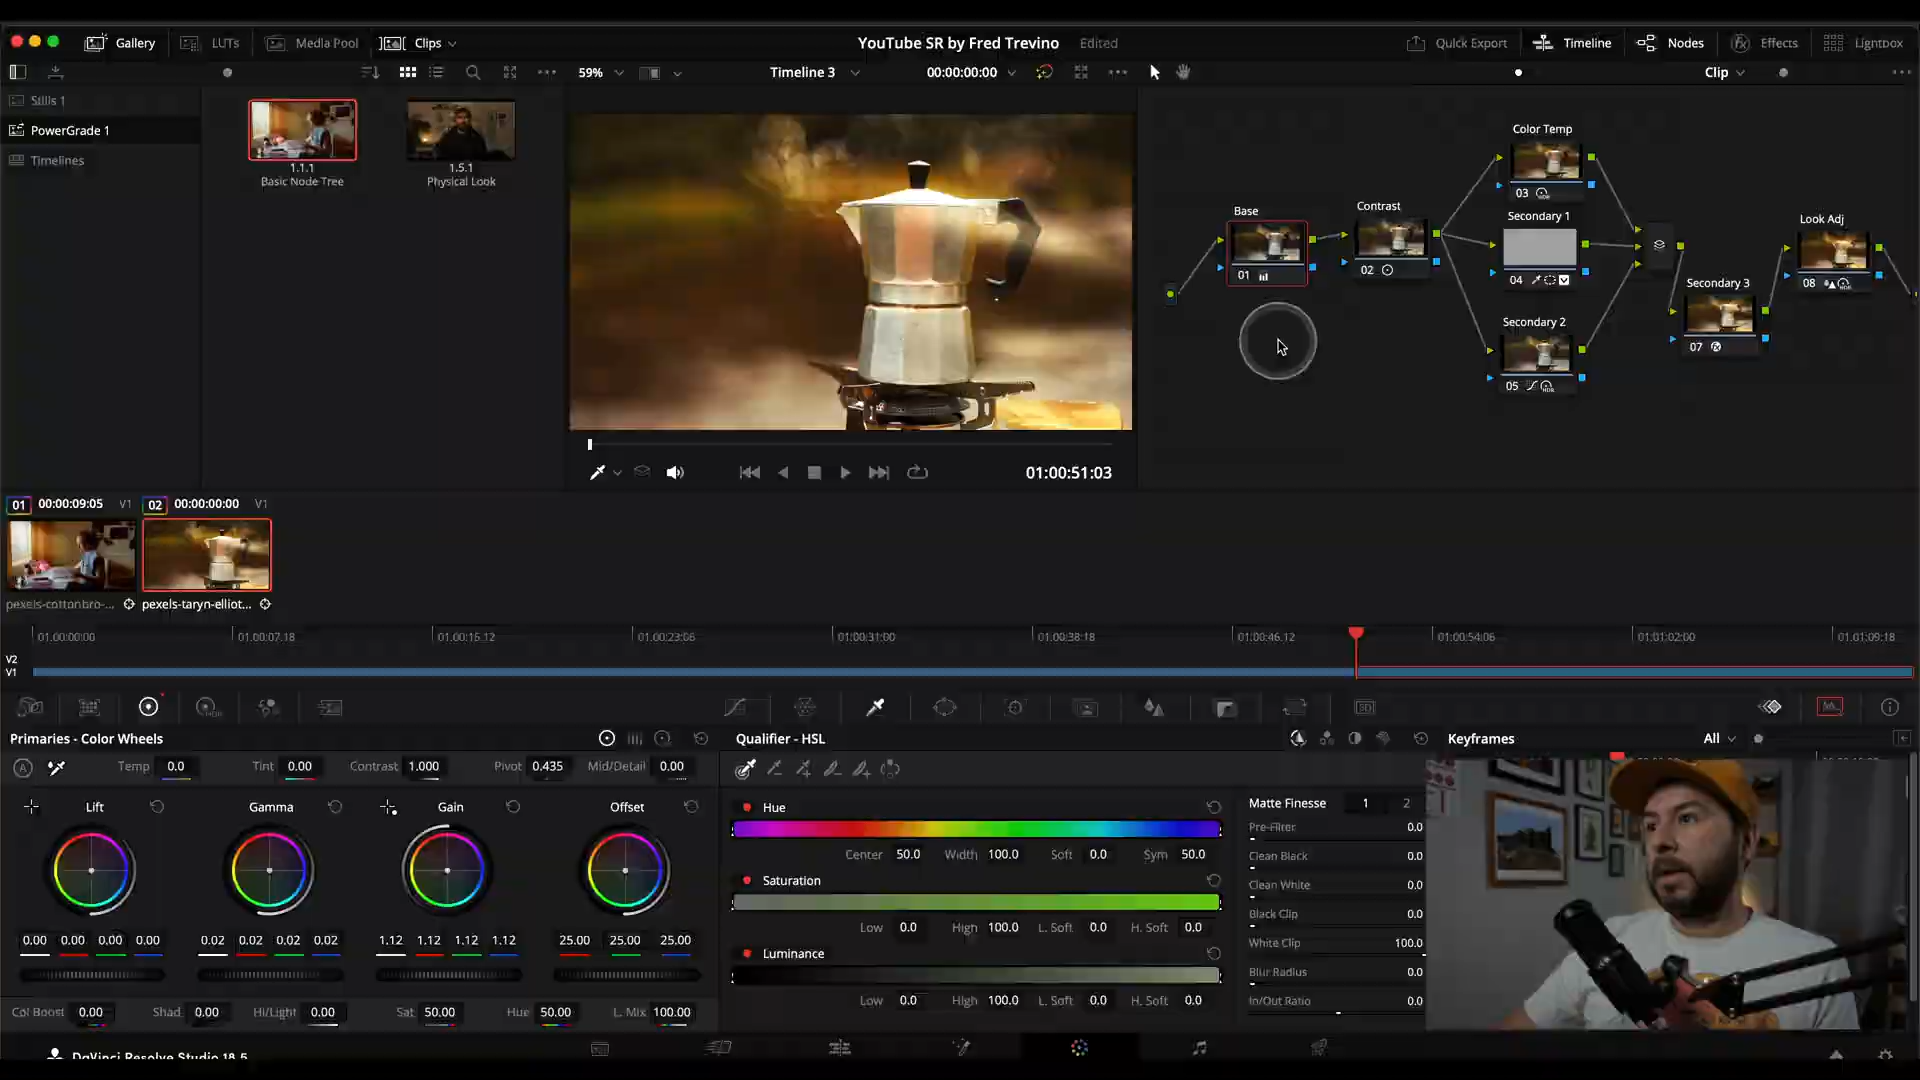 Gallery LUTs Media Pool Clips YouTube SR by Fred Trevino Edited Quick Export Timeline Nodes Effects Lightbox
59% Timeline 3 00:00:00:00 Clip
Stills 1
PowerGrade 1
Timelines
1.1.1
Basic Node Tree
1.5.1
Physical Look
Color Temp
03 HDR
Base
01
Contrast
02
Secondary 1
04
Secondary 2
05 HDR
Secondary 3
07
Look Adj
08 HDR
01:00:51:03
01 00:00:09:05 V1 02 00:00:00:00 V1
pexels-cottonbro-... pexels-taryn-elliot...
01:00:00:00 01:00:07:18 01:00:15:12 01:00:23:06 01:00:31:00 01:00:38:18 01:00:46:12 01:00:54:06 01:01:02:00 01:01:09:18
V2
V1
HDR 3D
Primaries - Color Wheels Qualifier - HSL Keyframes All
A Temp 0.0 Tint 0.00 Contrast 1.000 Pivot 0.435 Mid/Detail 0.00
Lift Gamma Gain Offset
0.00 0.00 0.00 0.00 0.02 0.02 0.02 0.02 1.12 1.12 1.12 1.12 25.00 25.00 25.00
Col Boost 0.00 Shad 0.00 Hi/Light 0.00 Sat 50.00 Hue 50.00 L. Mix 100.00
Hue
Center 50.0 Width 100.0 Soft 0.0 Sym 50.0
Saturation
Low 0.0 High 100.0 L. Soft 0.0 H. Soft 0.0
Luminance
Low 0.0 High 100.0 L. Soft 0.0 H. Soft 0.0
Matte Finesse 1 2
Pre-Filter 0.0
Clean Black 0.0
Clean White 0.0
Black Clip 0.0
White Clip 100.0
Blur Radius 0.0
In/Out Ratio 0.0
DaVinci Resolve Studio 18.5